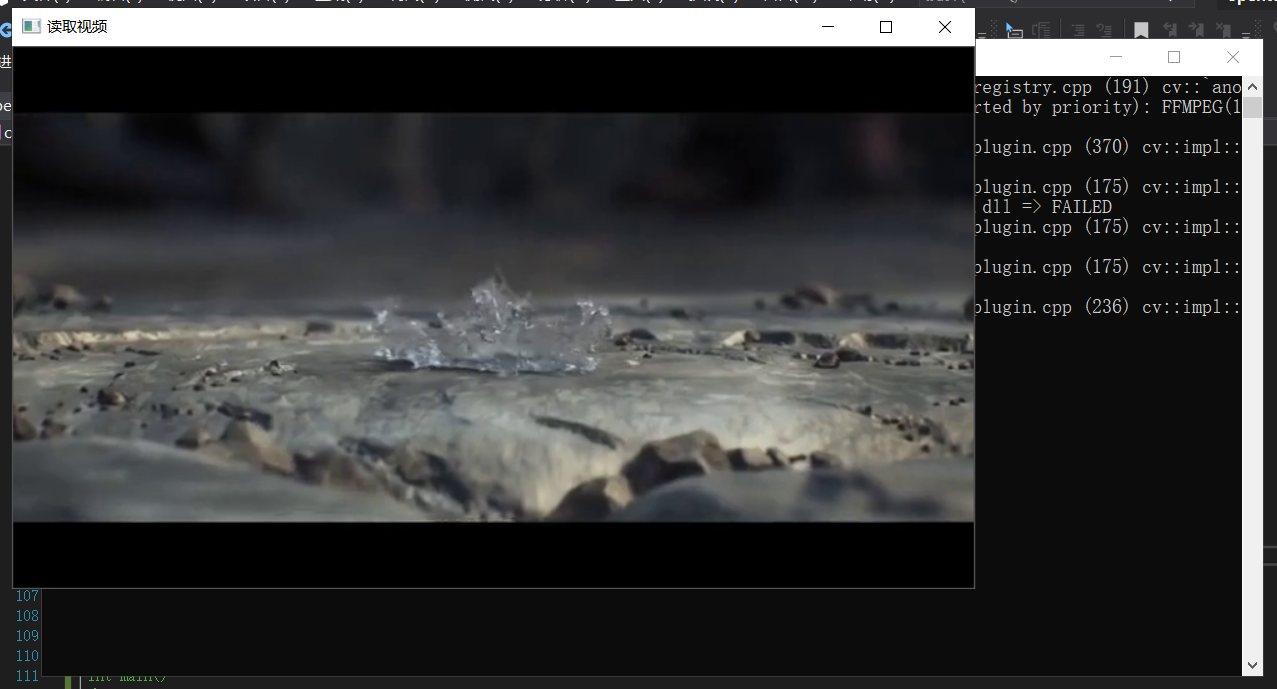 读取视频
进
registry.cpp (191) cv::`ano
rted by priority): FFMPEG(1
plugin.cpp (370) cv::impl::
plugin.cpp (175) cv::impl::
dll => FAILED
plugin.cpp (175) cv::impl::
plugin.cpp (175) cv::impl::
plugin.cpp (236) cv::impl::
107
108
109
110
111
int main()